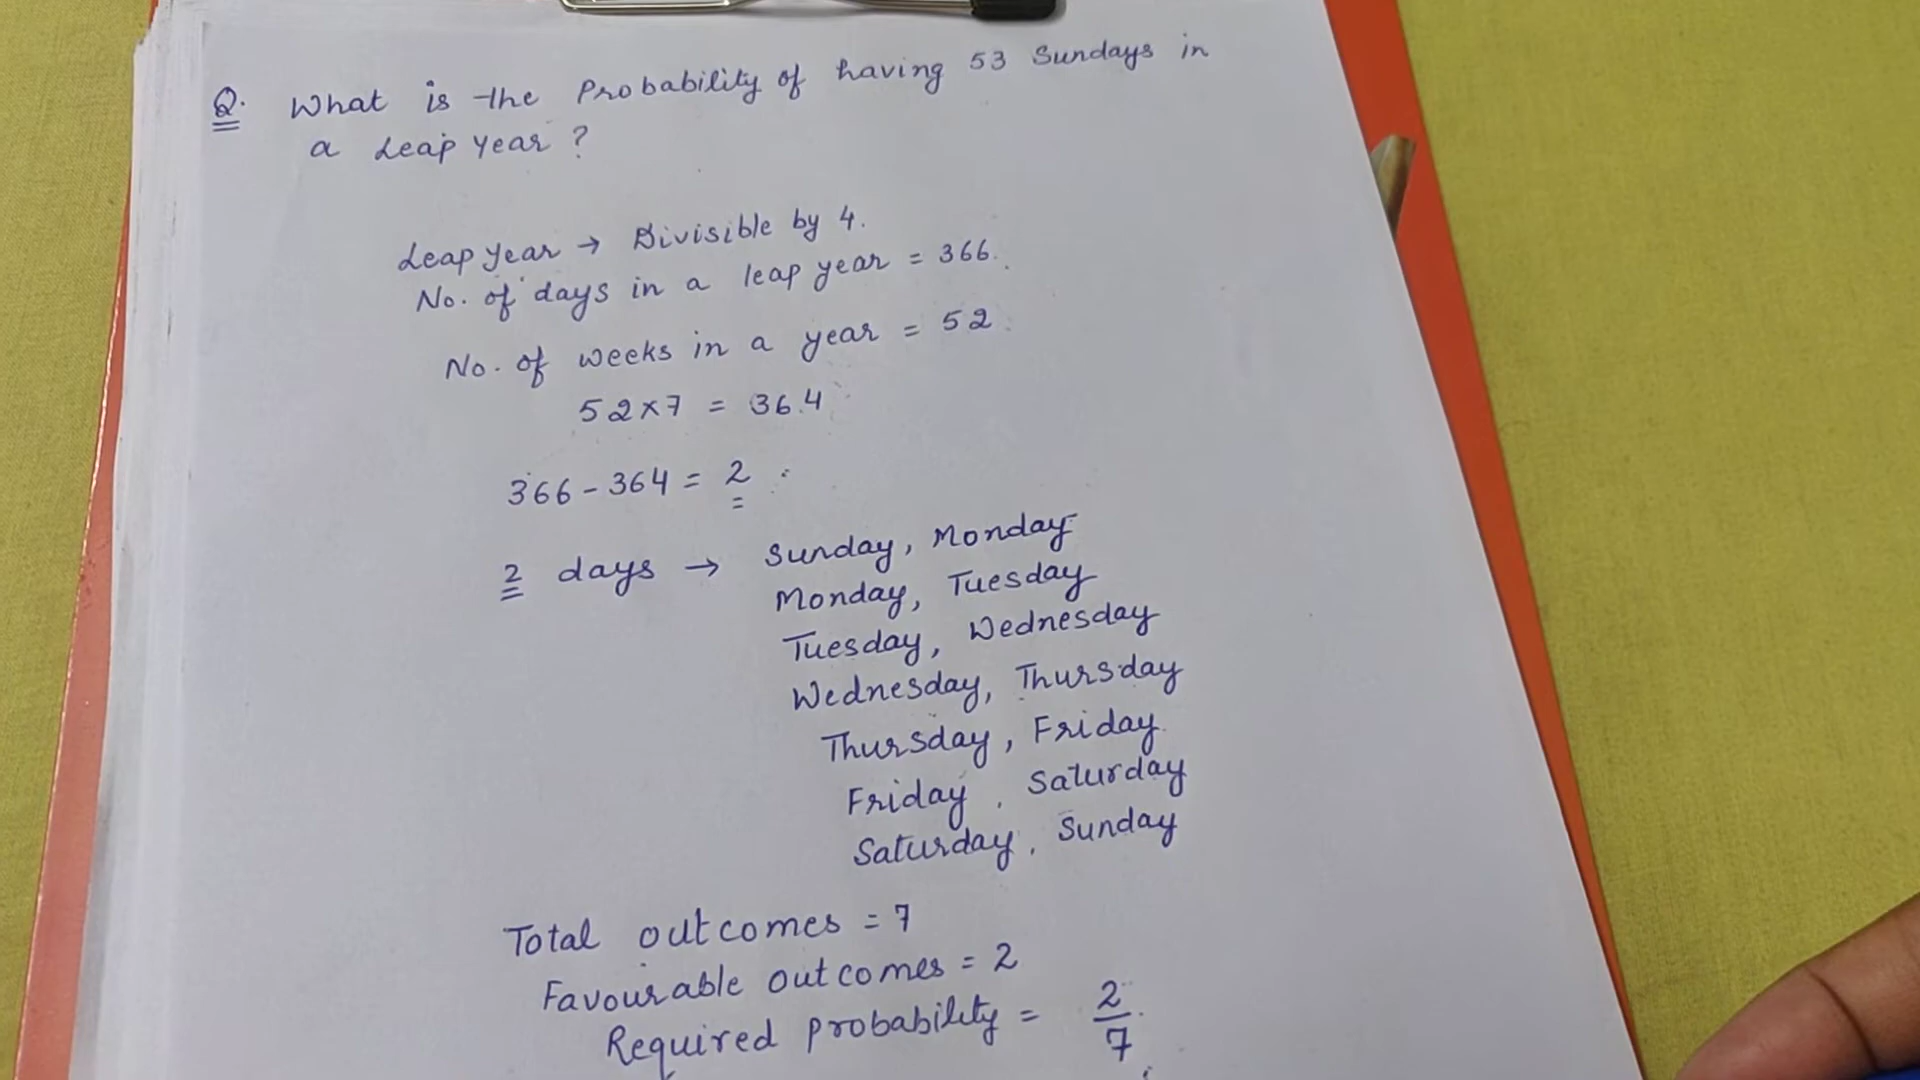 Q. What is the Probability of having 53 Sundays in
a Leap Year ?
Leap Year → Divisible by 4.
No. of days in a leap year = 366.
No. of weeks in a year = 52
52×7 = 364
366-364 = 2
2 days → Sunday, Monday
Monday, Tuesday
Tuesday, Wednesday
Wednesday, Thursday
Thursday, Friday
Friday, Saturday
Saturday, Sunday
Total outcomes = 7
Favourable outcomes = 2
Required probability = 2/7